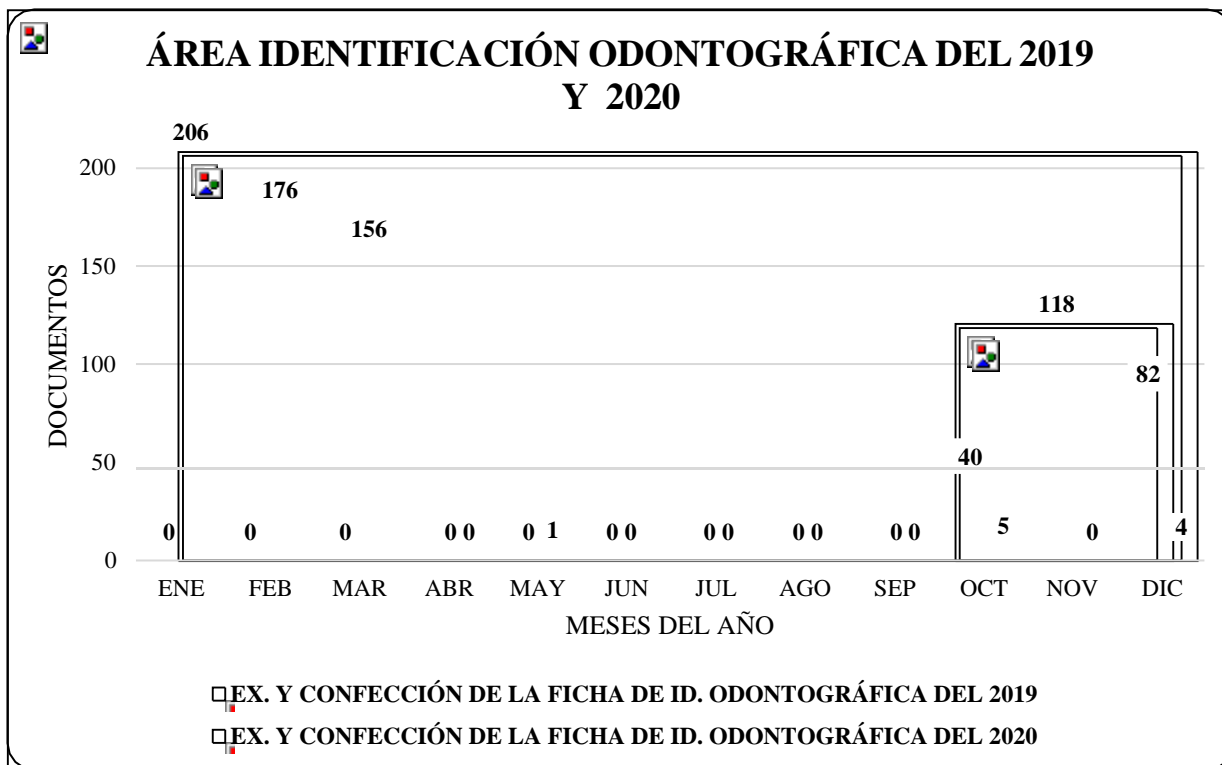 ÁREA IDENTIFICACIÓN ODONTOGRÁFICA DEL 2019
Y 2020
206
200
176
156
150
118
100
82
50
40
0 0 0 0 0 0 1 0 0 0 0 0 0 0 0 5 0 4
0
DOCUMENTOS
ENE FEB MAR ABR MAY JUN JUL AGO SEP OCT NOV DIC
MESES DEL AÑO
EX. Y CONFECCIÓN DE LA FICHA DE ID. ODONTOGRÁFICA DEL 2019
EX. Y CONFECCIÓN DE LA FICHA DE ID. ODONTOGRÁFICA DEL 2020